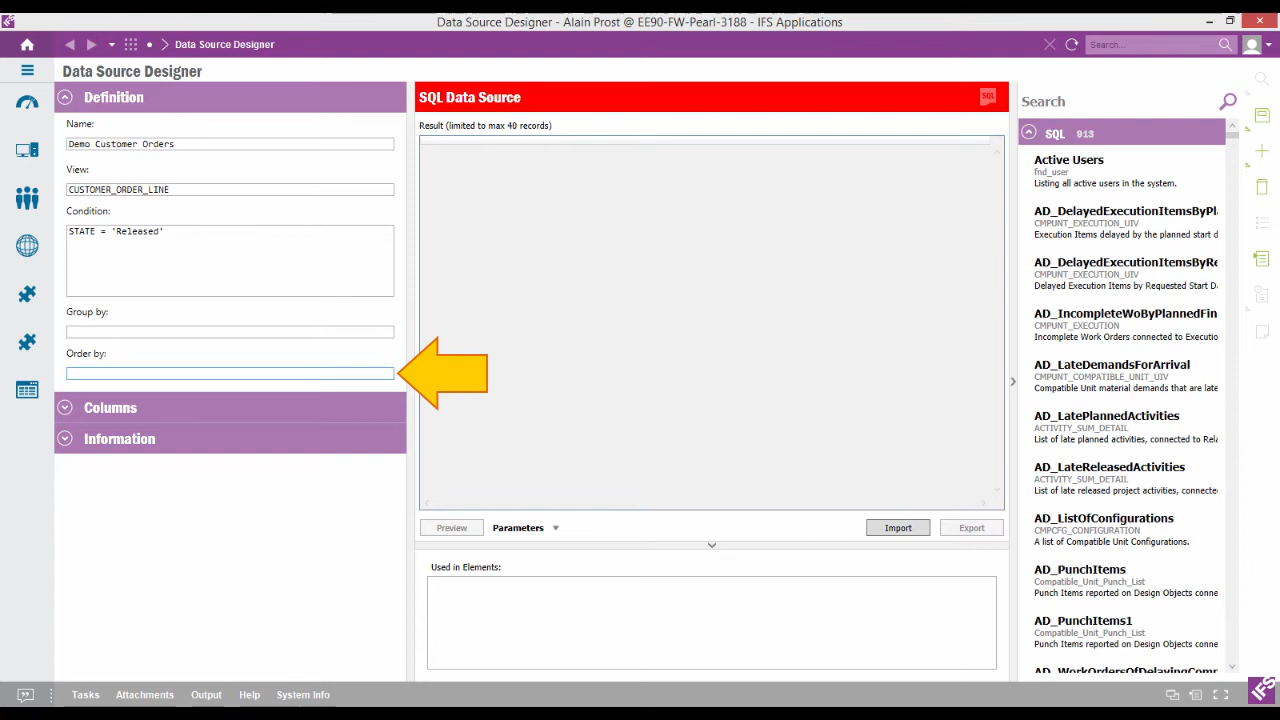 Data Source Designer - Alain Prost @ EE90-FW-Pearl-3188 - IFS Applications
IFS
Data Source Designer
Search...
Data Source Designer
Definition
Name:
Demo Customer Orders
View:
CUSTOMER_ORDER_LINE
Condition:
STATE = 'Released'
Group by:
Order by:
Columns
Information
SQL Data Source
SQL
Result (limited to max 40 records)
Preview
Parameters
Import
Export
Used in Elements:
Search
SQL 913
Active Users
fnd_user
Listing all active users in the system.
AD_DelayedExecutionItemsByPl
CMPUNT_EXECUTION_UIV
Execution Items delayed by the planned start d
AD_DelayedExecutionItemsByRe
CMPUNT_EXECUTION_UIV
Delayed Execution Items by Requested Start D
AD_IncompleteWoByPlannedFin
CMPUNT_EXECUTION
Incomplete Work Orders connected to Executio
AD_LateDemandsForArrival
CMPUNT_COMPATIBLE_UNIT_UIV
Compatible Unit material demands that are late
AD_LatePlannedActivities
ACTIVITY_SUM_DETAIL
List of late planned activities, connected to Rela
AD_LateReleasedActivities
ACTIVITY_SUM_DETAIL
List of late released project activities, connecte
AD_ListOfConfigurations
CMPCFG_CONFIGURATION
A list of Compatible Unit Configurations.
AD_PunchItems
Compatible_Unit_Punch_List
Punch Items reported on Design Objects conne
AD_PunchItems1
Compatible_Unit_Punch_List
Punch Items reported on Design Objects conne
AD_WorkOrdersOfDelayingComp
Tasks
Attachments
Output
Help
System Info
IFS